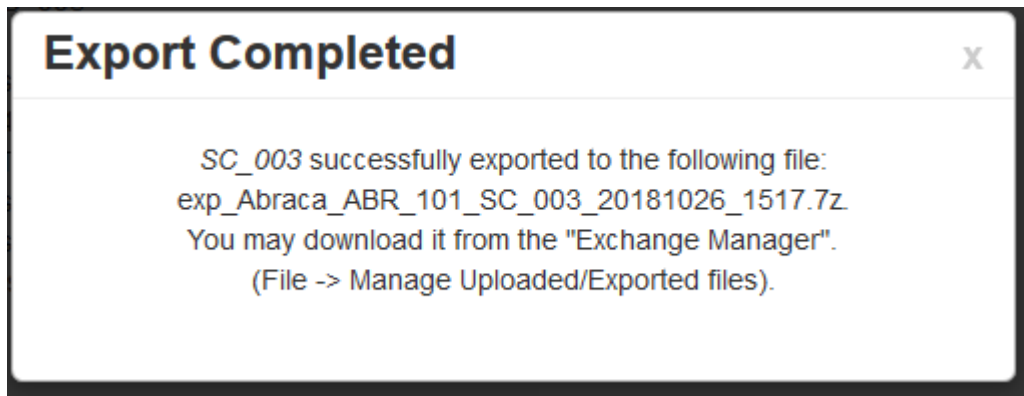 Export Completed
x
SC_003 successfully exported to the following file:
exp_Abraca_ABR_101_SC_003_20181026_1517.7z.
You may download it from the "Exchange Manager".
(File -> Manage Uploaded/Exported files).